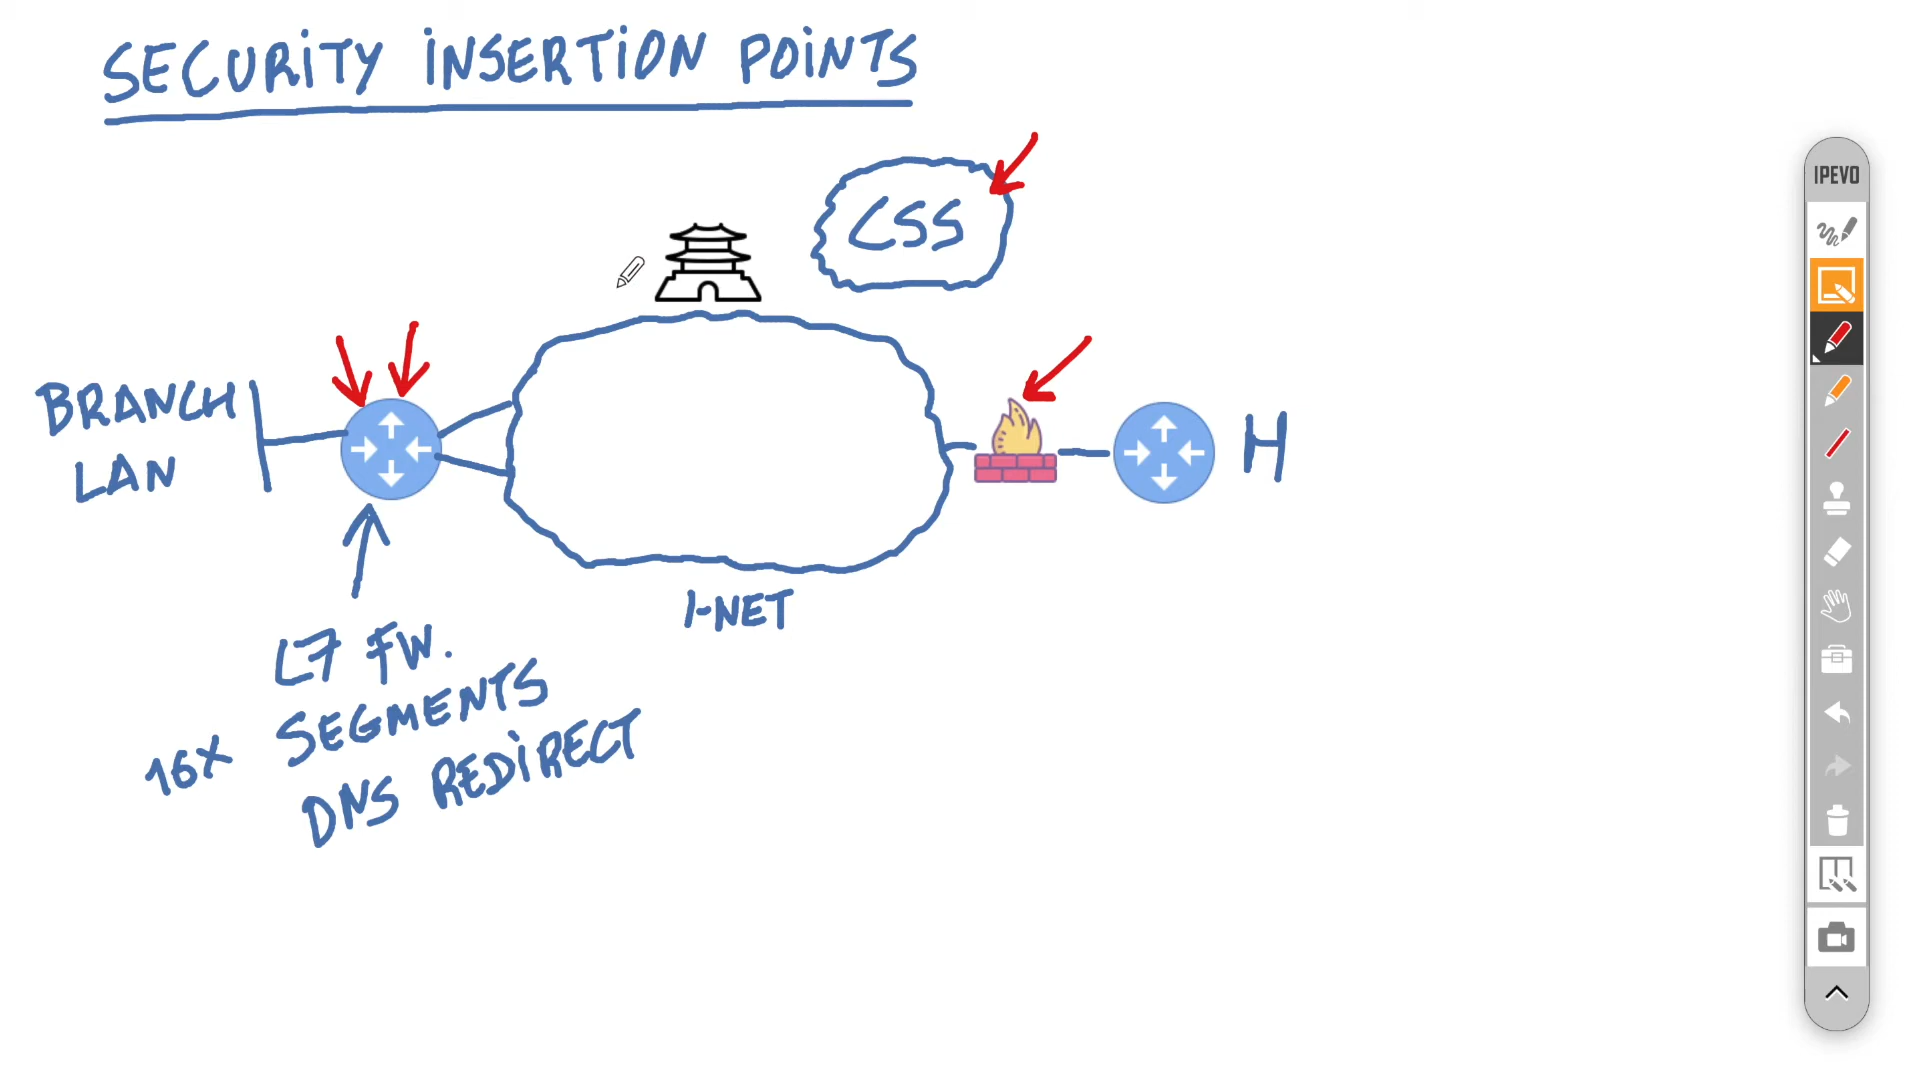 SECURITY INSERTION POINTS
CSS
BRANCH
LAN
H
I-NET
L7 FW.
16X SEGMENTS
DNS REDIRECT
IPEVO